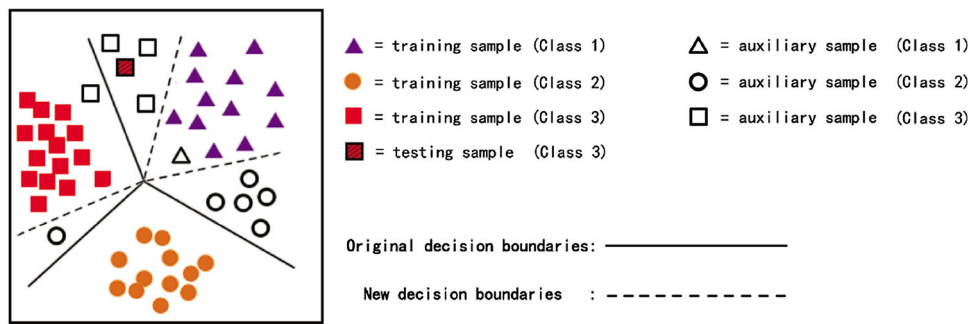 = training sample (Class 1)
= auxiliary sample (Class 1)
= training sample (Class 2)
= auxiliary sample (Class 2)
= training sample (Class 3)
= auxiliary sample (Class 3)
= testing sample (Class 3)
Original decision boundaries:
New decision boundaries :